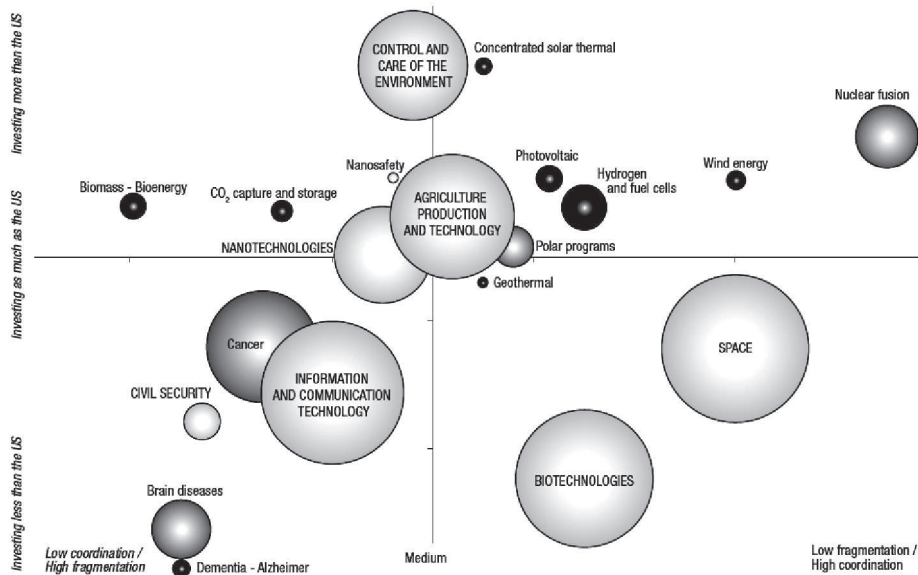 Investing more than the US
Investing as much as the US
Investing less than the US
CONTROL AND
CARE OF THE
ENVIRONMENT
Concentrated solar thermal
Nuclear fusion
Nanosafety
Photovoltaic
Wind energy
Hydrogen
and fuel cells
Biomass - Bioenergy
CO₂ capture and storage
AGRICULTURE
PRODUCTION
AND TECHNOLOGY
NANOTECHNOLOGIES
Polar programs
Geothermal
Cancer
SPACE
INFORMATION
AND COMMUNICATION
TECHNOLOGY
CIVIL SECURITY
BIOTECHNOLOGIES
Brain diseases
Low coordination /
High fragmentation
Dementia - Alzheimer
Medium
Low fragmentation /
High coordination